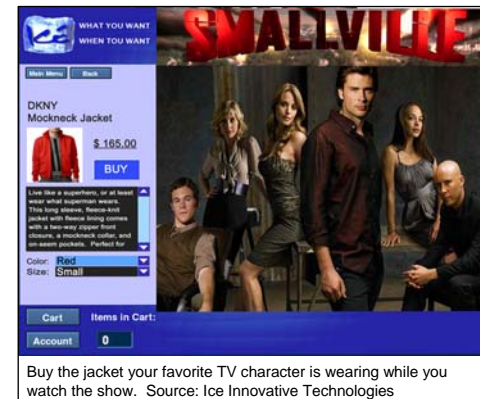 WHAT YOU WANT
WHEN TOU WANT
SMALLVILLE
Main Menu
Back
DKNY
Mockneck Jacket
$ 165.00
BUY
Live like a superhero, or at least
wear what superman wears.
This long sleeve, fleece-knit
jacket with fleece lining comes
with a two-way zipper front
closure, a mockneck collar, and
on-seem pockets. Perfect for
Color: Red
Size: Small
Cart
Items in Cart:
Account
0
Buy the jacket your favorite TV character is wearing while you
watch the show. Source: Ice Innovative Technologies